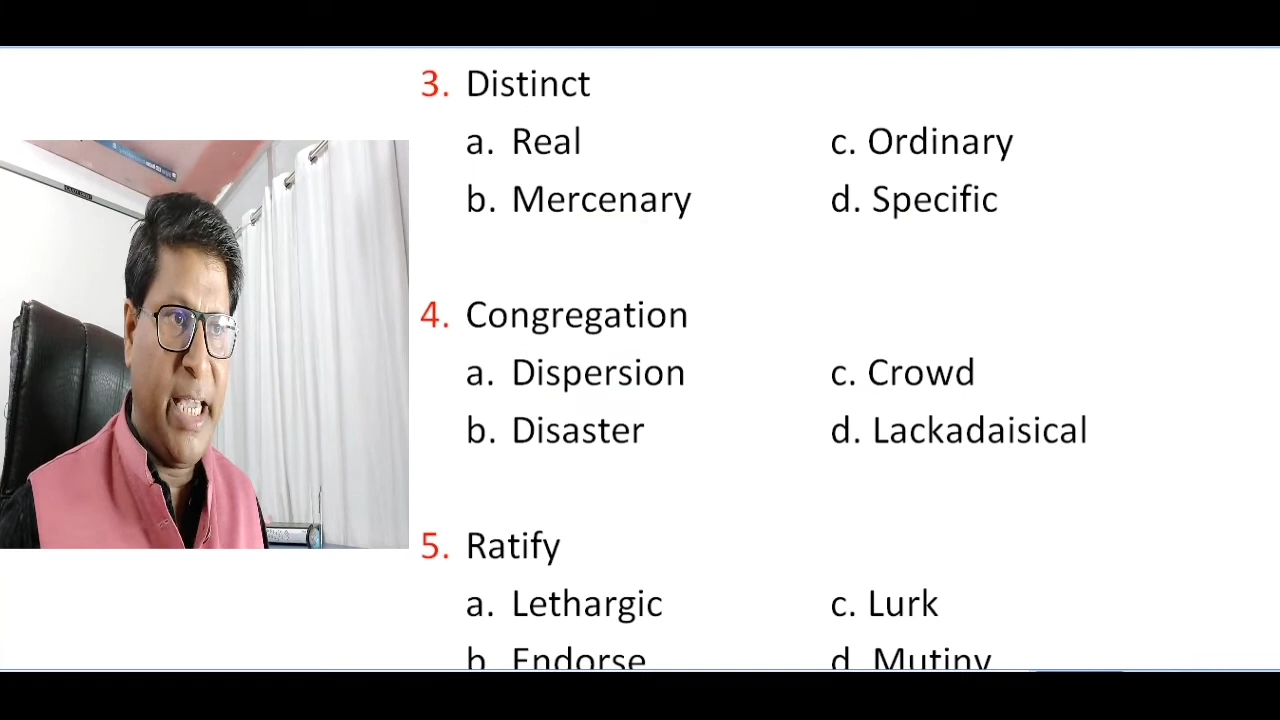 3. Distinct
a. Real c. Ordinary
b. Mercenary d. Specific
4. Congregation
a. Dispersion c. Crowd
b. Disaster d. Lackadaisical
5. Ratify
a. Lethargic c. Lurk
b. Endorse d. Mutiny